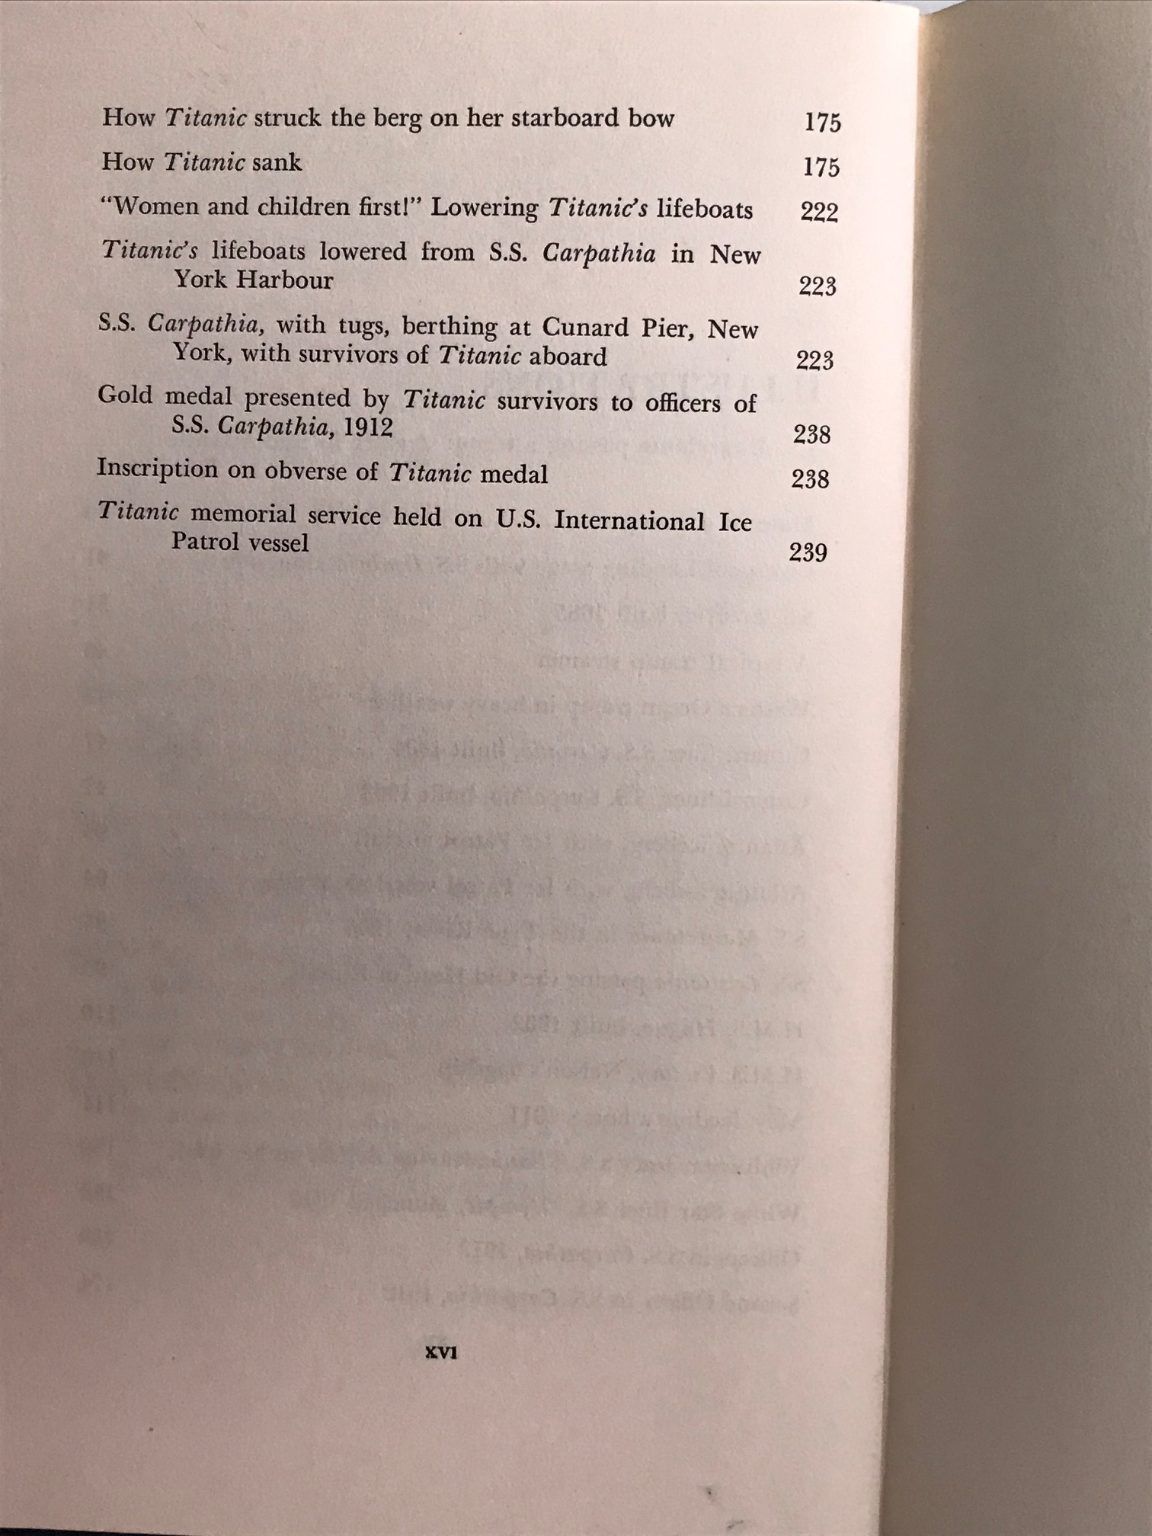 How Titanic struck the berg on her starboard bow 175
How Titanic sank 175
“Women and children first!” Lowering Titanic's lifeboats 222
Titanic's lifeboats lowered from S.S. Carpathia in New
York Harbour 223
S.S. Carpathia, with tugs, berthing at Cunard Pier, New
York, with survivors of Titanic aboard 223
Gold medal presented by Titanic survivors to officers of
S.S. Carpathia, 1912 238
Inscription on obverse of Titanic medal 238
Titanic memorial service held on U.S. International Ice
Patrol vessel 239
XVI